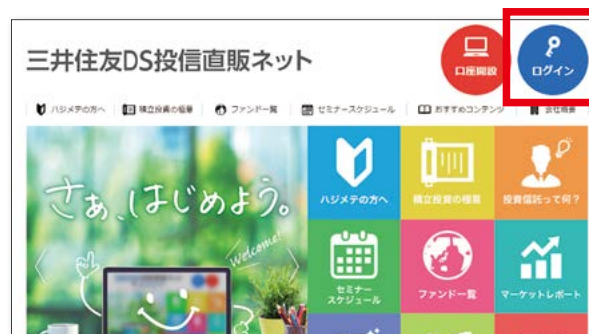 三井住友DS投信直販ネット
口座開設
ログイン
ハジメテの方へ
積立投資の極意
ファンド一覧
セミナースケジュール
おすすめコンテンツ
会社概要
さぁ、はじめよう。
Welcome!
ハジメテの方へ
積立投資の極意
投資信託って何?
セミナー
スケジュール
ファンド一覧
マーケットレポート